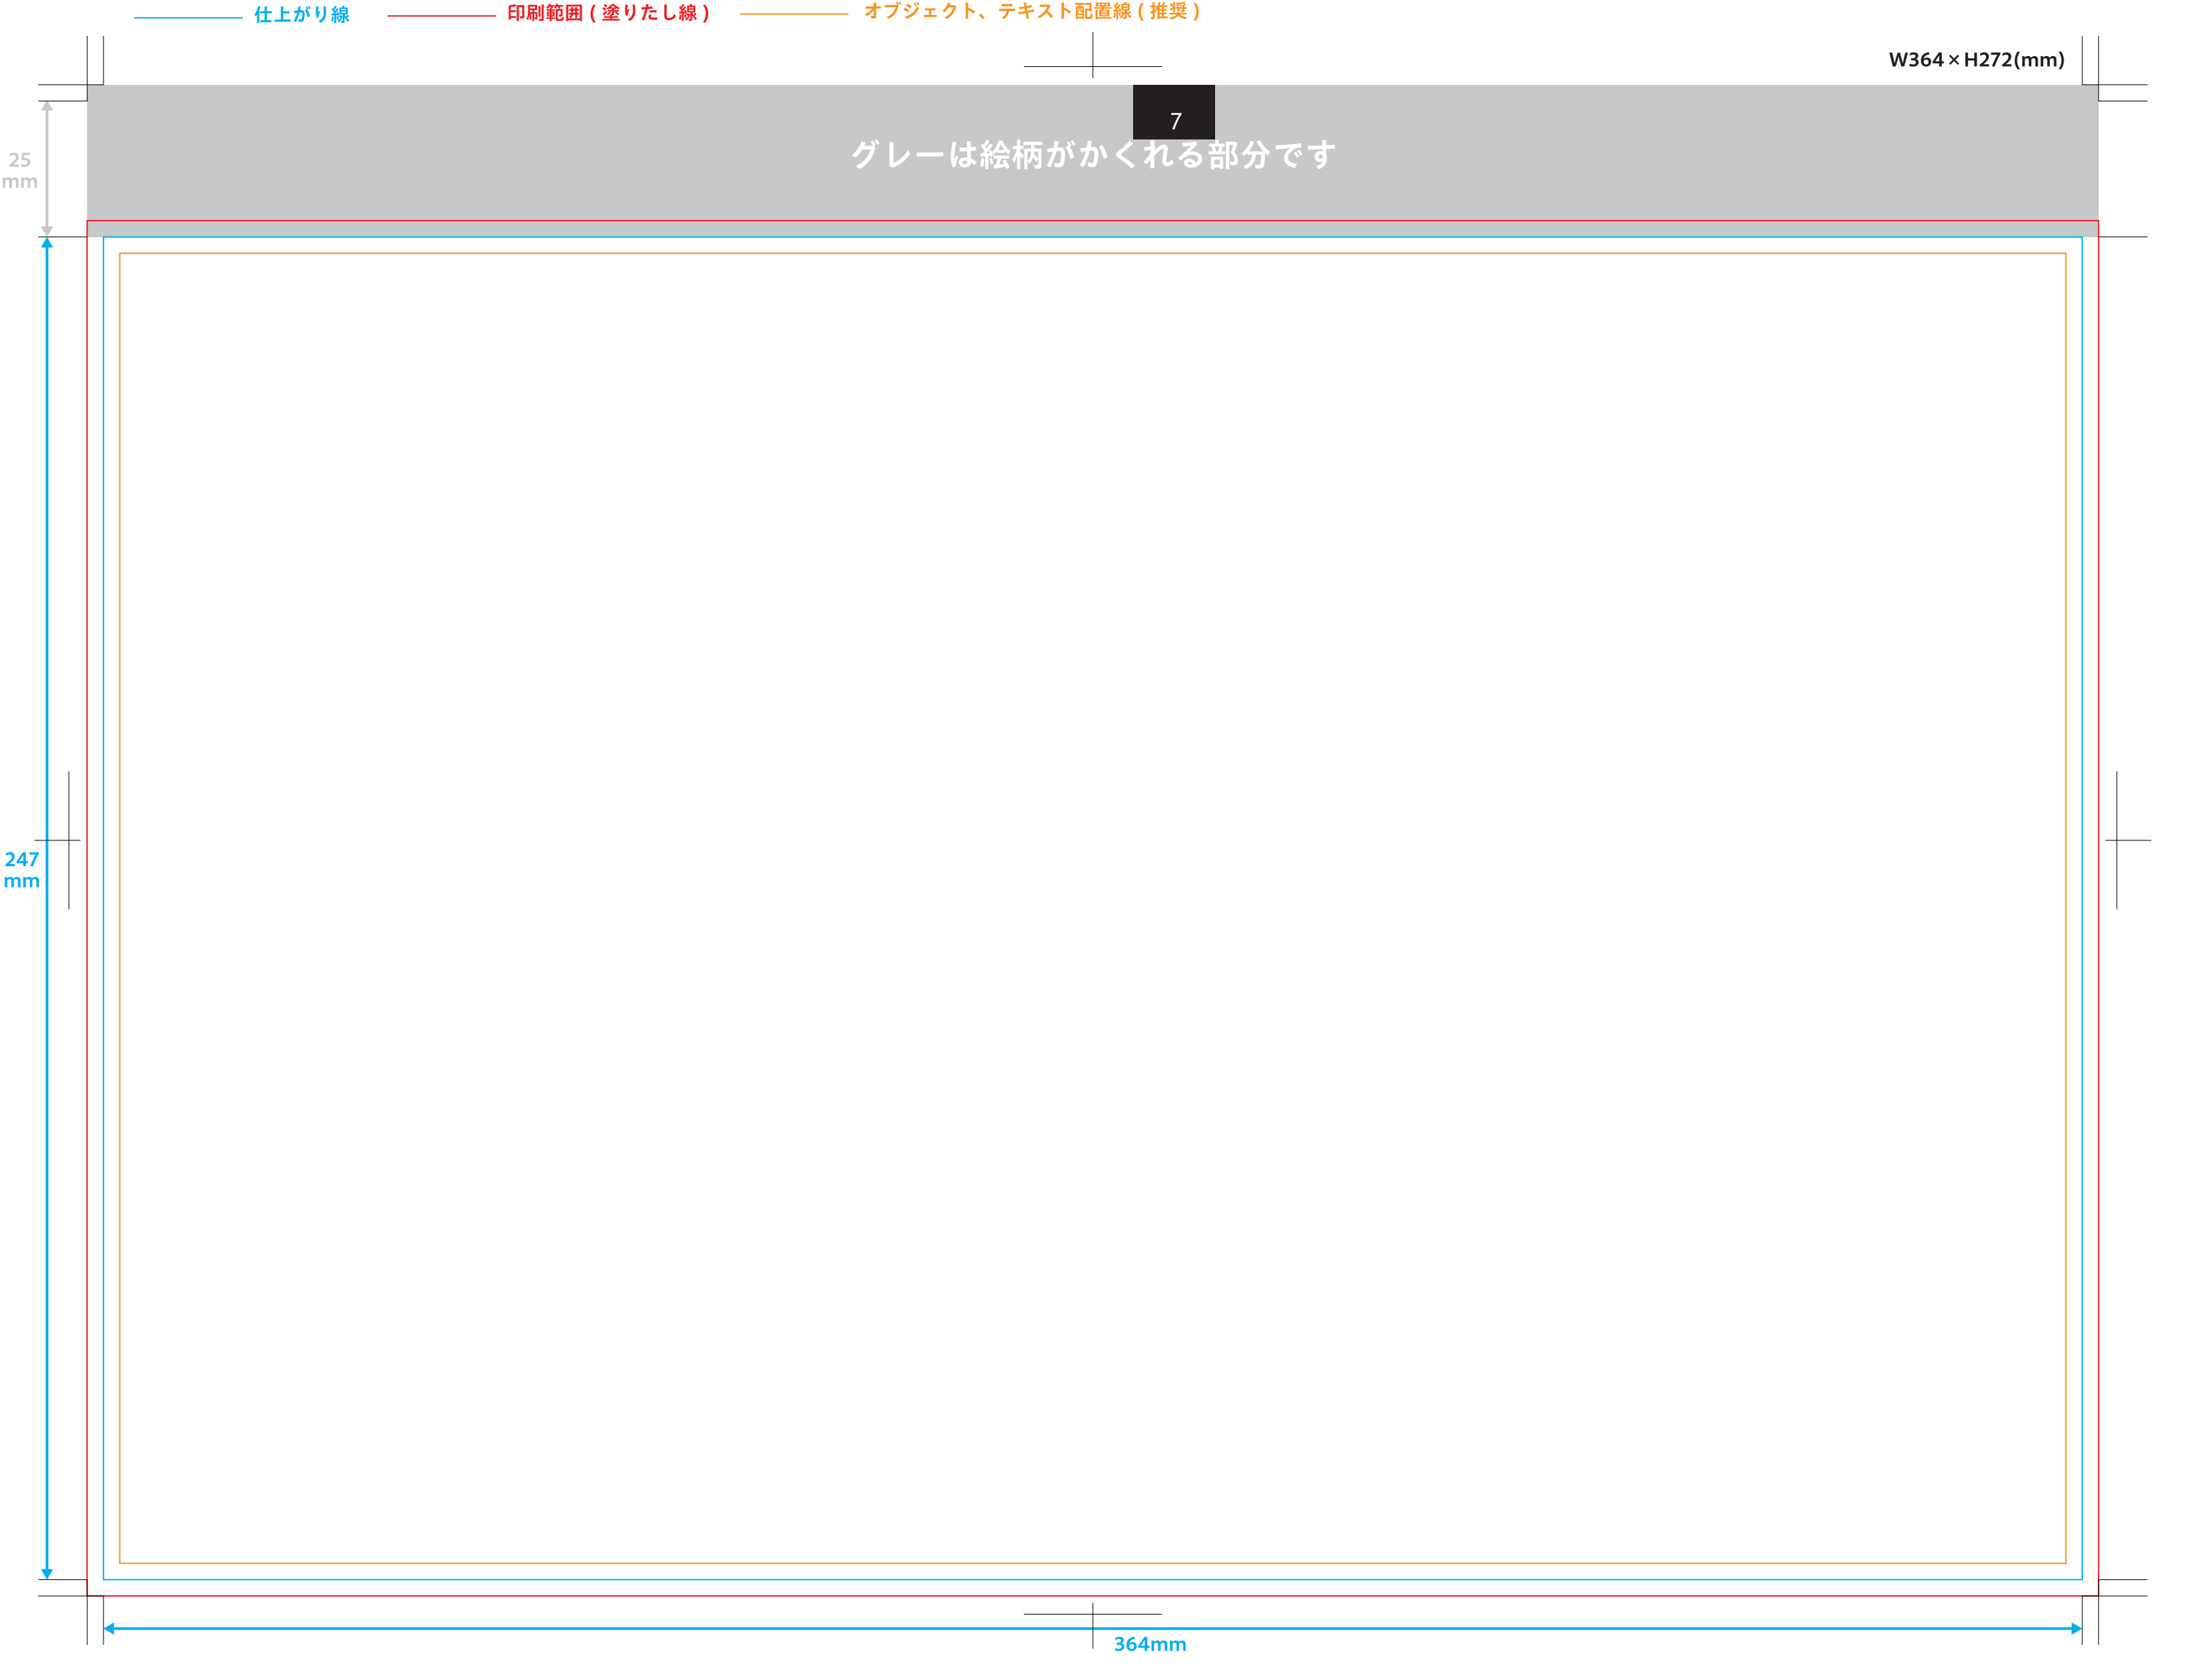 仕上がり線
印刷範囲 ( 塗りたし線 )
オブジェクト、テキスト配置線 ( 推奨 )
W364×H272(mm)
7
グレーは絵柄がかくれる部分です
25
mm
247
mm
364mm